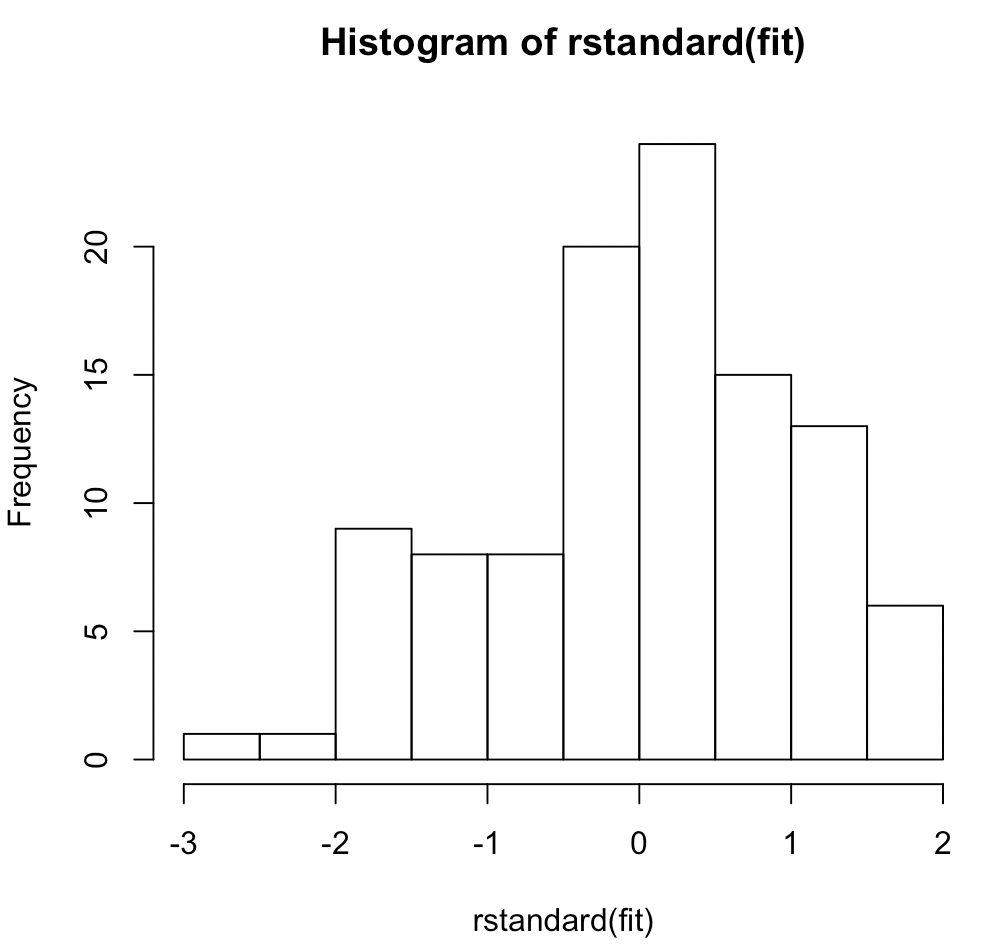 Histogram of rstandard(fit)
Frequency
20
15
10
5
0
-3 -2 -1 0 1 2
rstandard(fit)